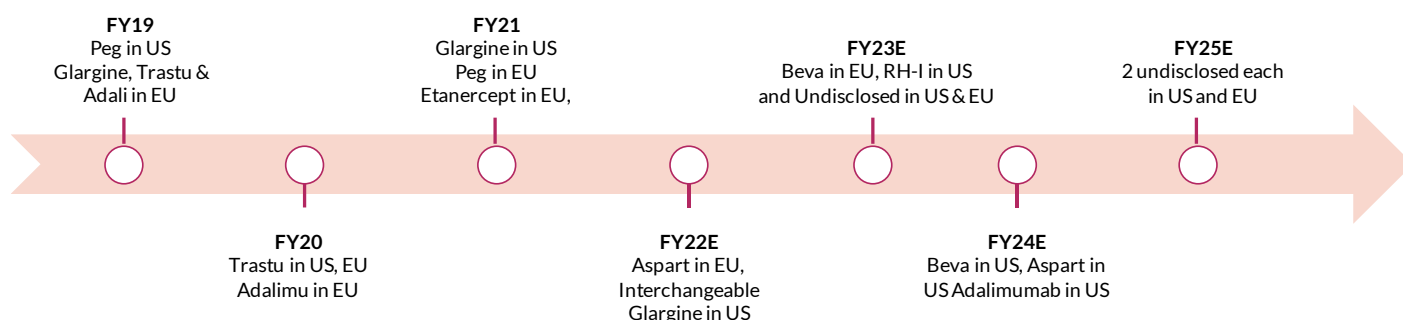 FY19
Peg in US
Glargine, Trastu &
Adali in EU
FY20
Trastu in US, EU
Adalimu in EU
FY21
Glargine in US
Peg in EU
Etanercept in EU,
FY22E
Aspart in EU,
Interchangeable
Glargine in US
FY23E
Beva in EU, RH-I in US
and Undisclosed in US & EU
FY24E
Beva in US, Aspart in
US Adalimumab in US
FY25E
2 undisclosed each
in US and EU